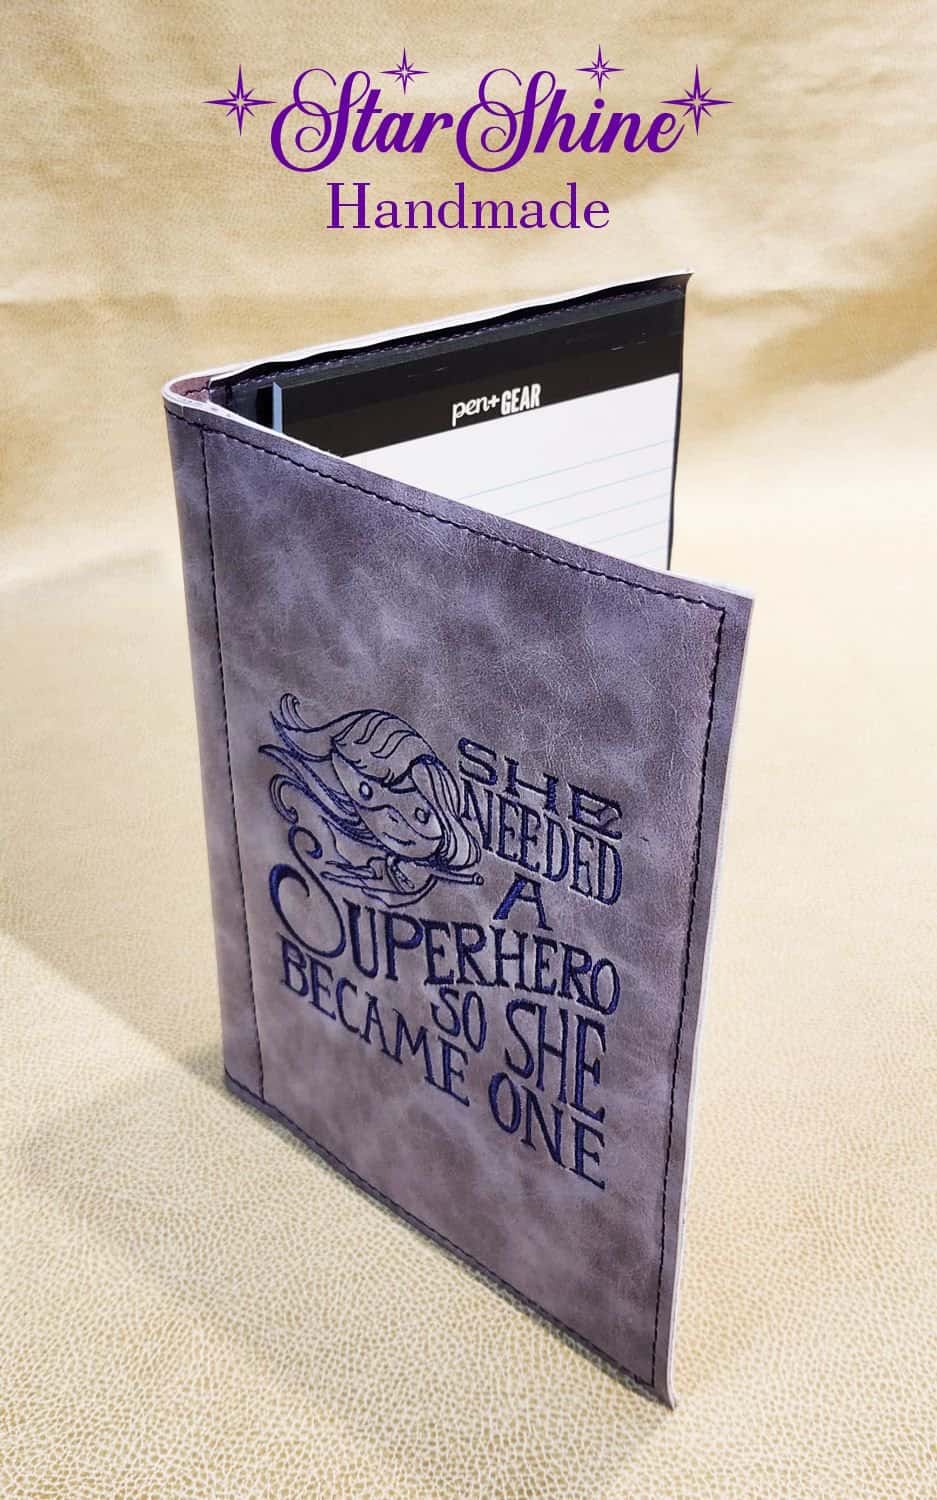 StarShine
Handmade
pen+GEAR
SHE
NEEDED
A
SUPERHERO
SO SHE
BECAME ONE